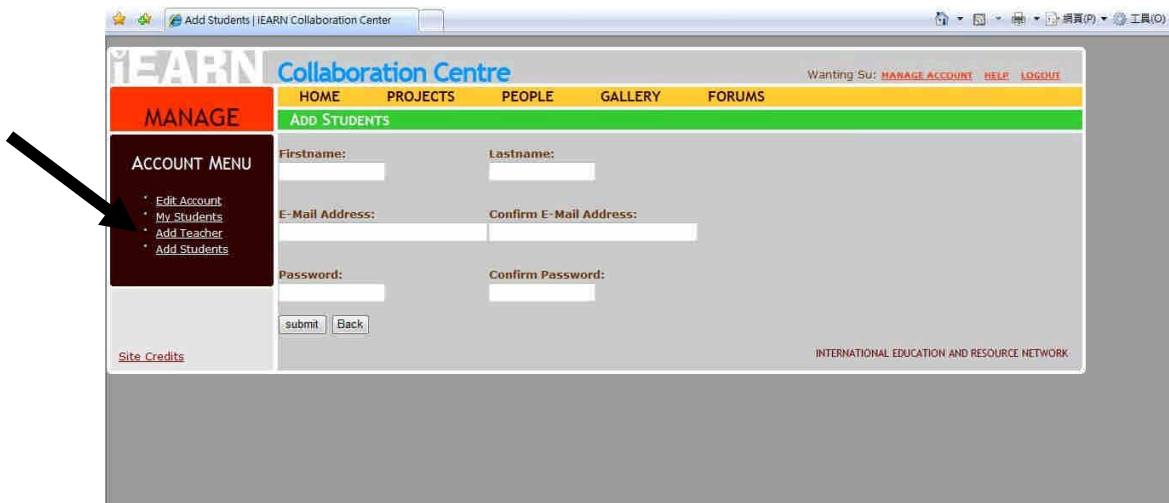 Add Students | iEARN Collaboration Center
網頁(P) 工具(O)
iEARN Collaboration Centre
Wanting Su: MANAGE ACCOUNT HELP LOGOUT
HOME PROJECTS PEOPLE GALLERY FORUMS
MANAGE
ADD STUDENTS
ACCOUNT MENU
Edit Account
My Students
Add Teacher
Add Students
Firstname: Lastname:
E-Mail Address: Confirm E-Mail Address:
Password: Confirm Password:
submit Back
Site Credits
INTERNATIONAL EDUCATION AND RESOURCE NETWORK